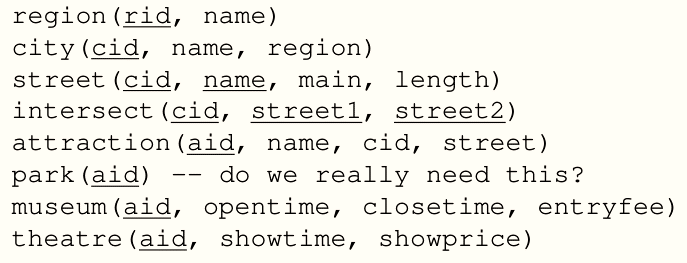 region(rid, name)
city(cid, name, region)
street(cid, name, main, length)
intersect(cid, street1, street2)
attraction(aid, name, cid, street)
park(aid) -- do we really need this?
museum(aid, opentime, closetime, entryfee)
theatre(aid, showtime, showprice)